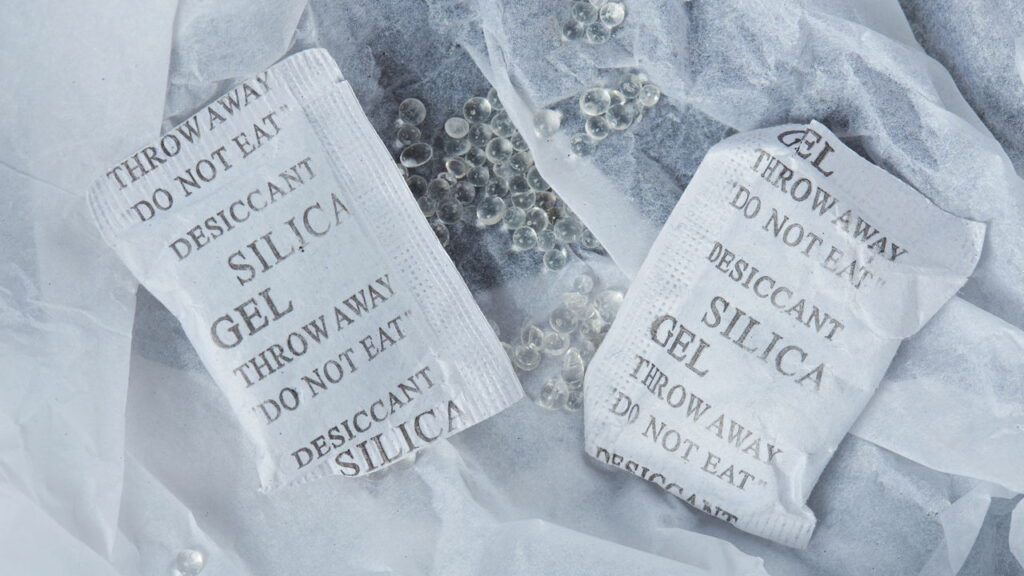 THROW AWAY
"DO NOT EAT"
DESICCANT
SILICA
GEL
THROW AWAY
"DO NOT EAT"
DESICCANT
SILICA
GEL
THROW AWAY
"DO NOT EAT"
DESICCANT
SILICA
GEL
THROW AWAY
"DO NOT EAT"
DESICCANT